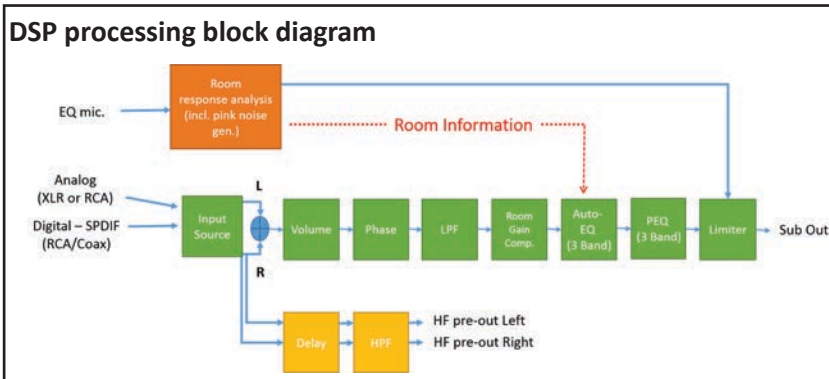 DSP processing block diagram
Room
response analysis
(incl. pink noise
gen.)
EQ mic.
Room Information
Analog
(XLR or RCA)
Digital – SPDIF
(RCA/Coax)
Input
Source
L
R
Volume
Phase
LPF
Room
Gain
Comp.
Auto-
EQ
(3 Band)
PEQ
(3 Band)
Limiter
Sub Out
Delay
HPF
HF pre-out Left
HF pre-out Right